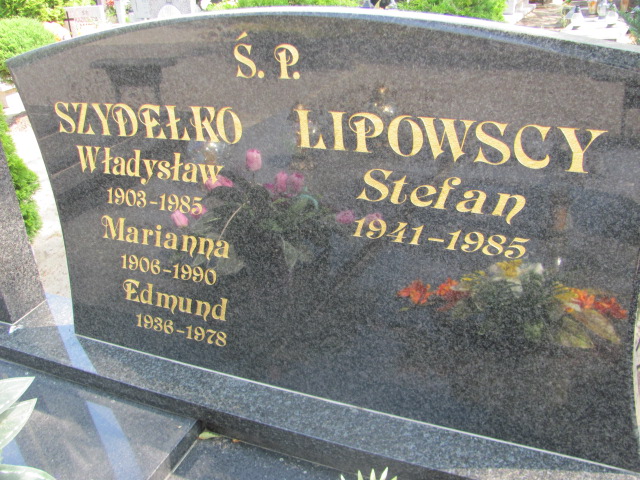 Ś. P.
SZYDEŁKO
Władysław
1903-1985
Marianna
1906-1990
Edmund
1936-1978
LIPOWSCY
Stefan
1941-1985